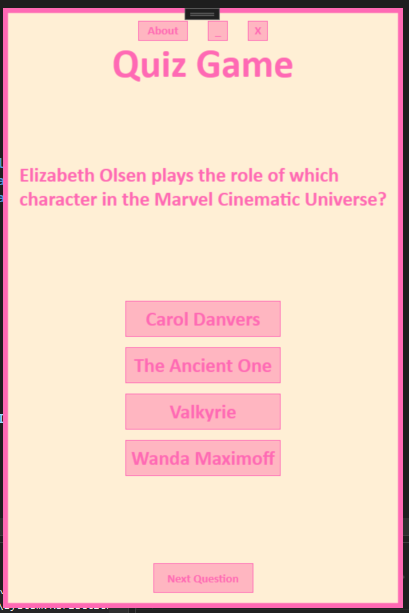 About
_
X
Quiz Game
Elizabeth Olsen plays the role of which
character in the Marvel Cinematic Universe?
Carol Danvers
The Ancient One
Valkyrie
Wanda Maximoff
Next Question